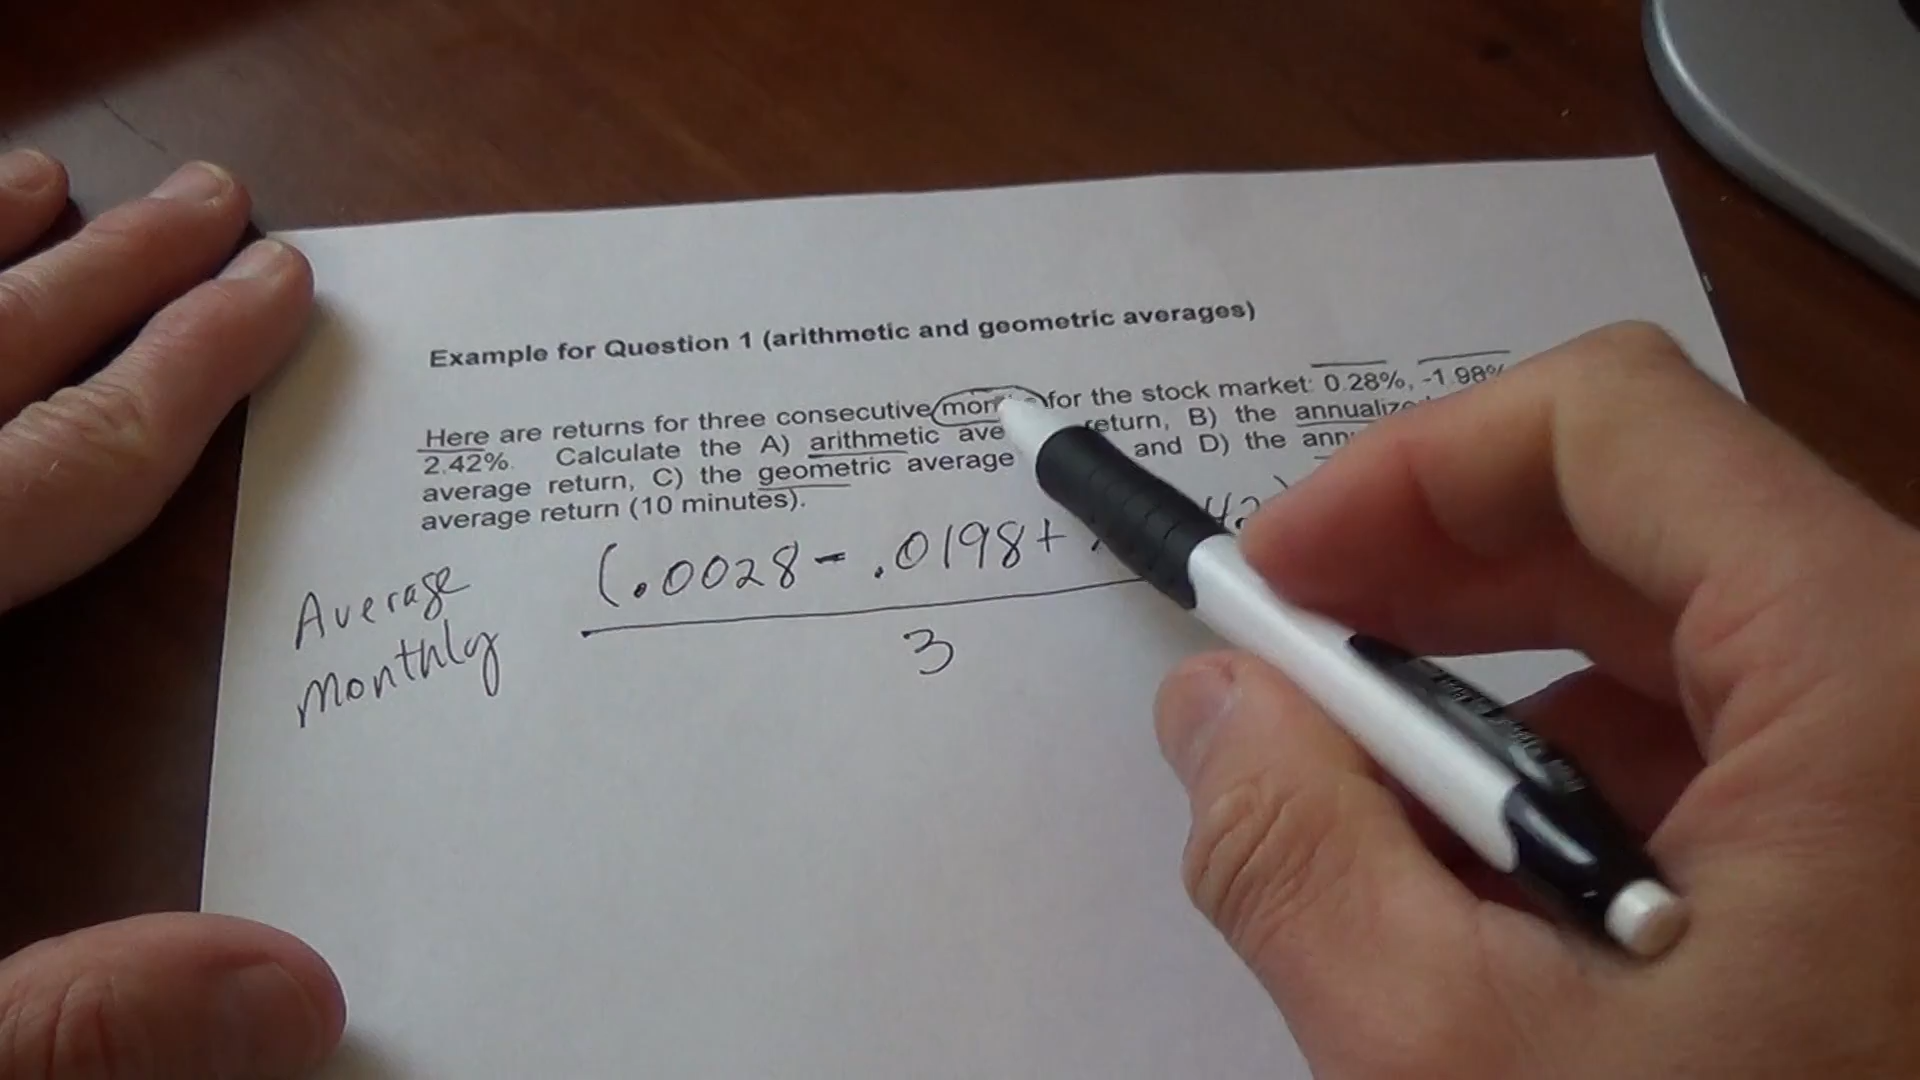 Example for Question 1 (arithmetic and geometric averages)
Here are returns for three consecutive for the stock market: 0.28%, -1.98%
2.42%. Calculate the A) arithmetic return, B) the
average return, C) the geometric average and D) the
average return (10 minutes).
(.0028 - .0198 +
3
Average
Monthly